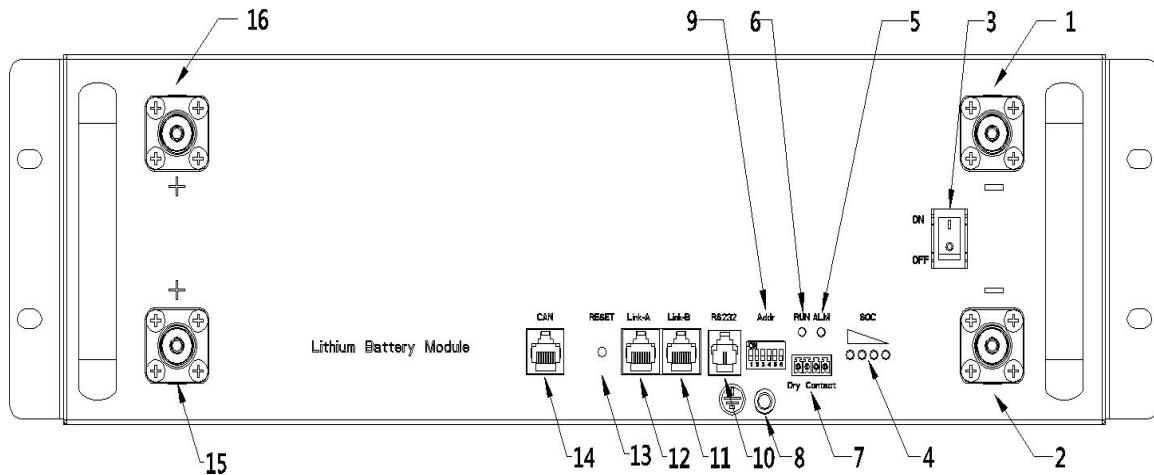 16 9 6 5 3 1
+ −
ON
OFF
+ −
CAN RESET Link-A Link-B RS232 Addr RUN ALM SOC
Lithium Battery Module
ON
1 2 3 4 5 6
Dry Contact
15 14 13 12 11 10 8 7 4 2